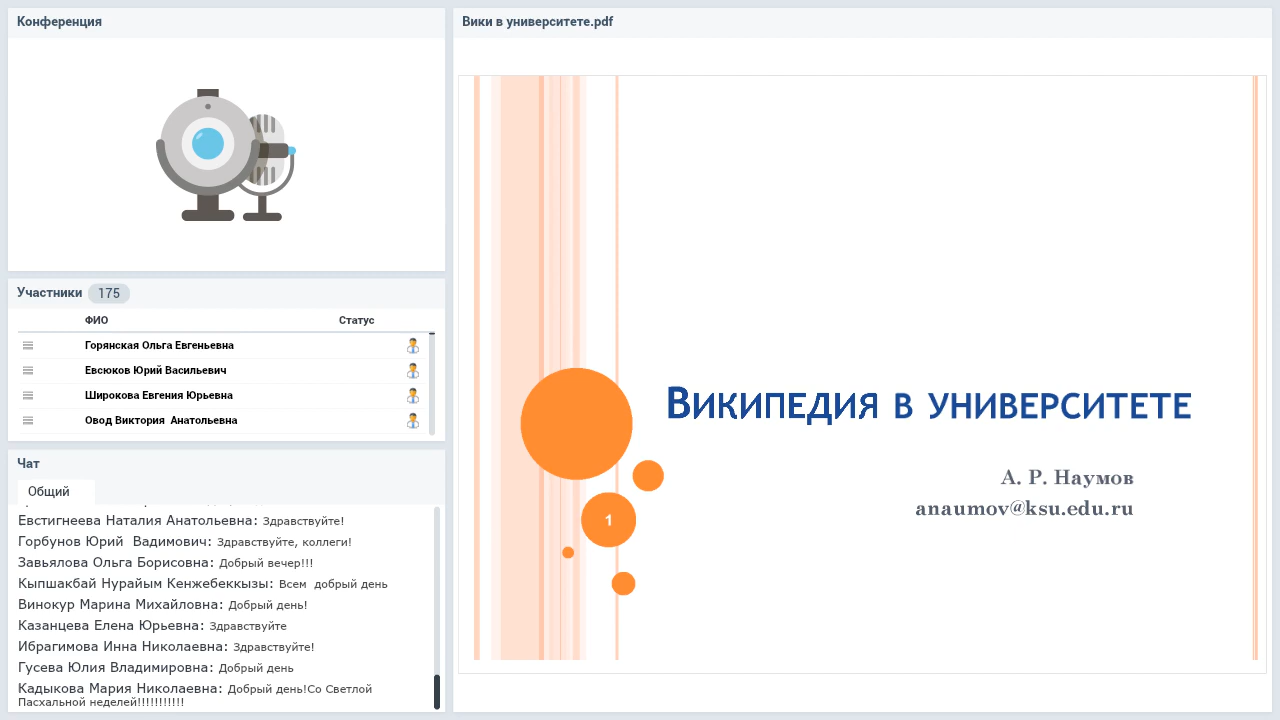 Конференция
Участники 175
ФИО Статус
Горянская Ольга Евгеньевна
Евсюков Юрий Васильевич
Широкова Евгения Юрьевна
Овод Виктория Анатольевна
Чат
Общий
Евстигнеева Наталия Анатольевна: Здравствуйте!
Горбунов Юрий Вадимович: Здравствуйте, коллеги!
Завьялова Ольга Борисовна: Добрый вечер!!!
Кыпшакбай Нурайым Кенжебеккызы: Всем добрый день
Винокур Марина Михайловна: Добрый день!
Казанцева Елена Юрьевна: Здравствуйте
Ибрагимова Инна Николаевна: Здравствуйте!
Гусева Юлия Владимировна: Добрый день
Кадыкова Мария Николаевна: Добрый день!Со Светлой
Пасхальной неделей!!!!!!!!!!!
Вики в университете.pdf
Википедия в университете
А. Р. Наумов
anaumov@ksu.edu.ru
1